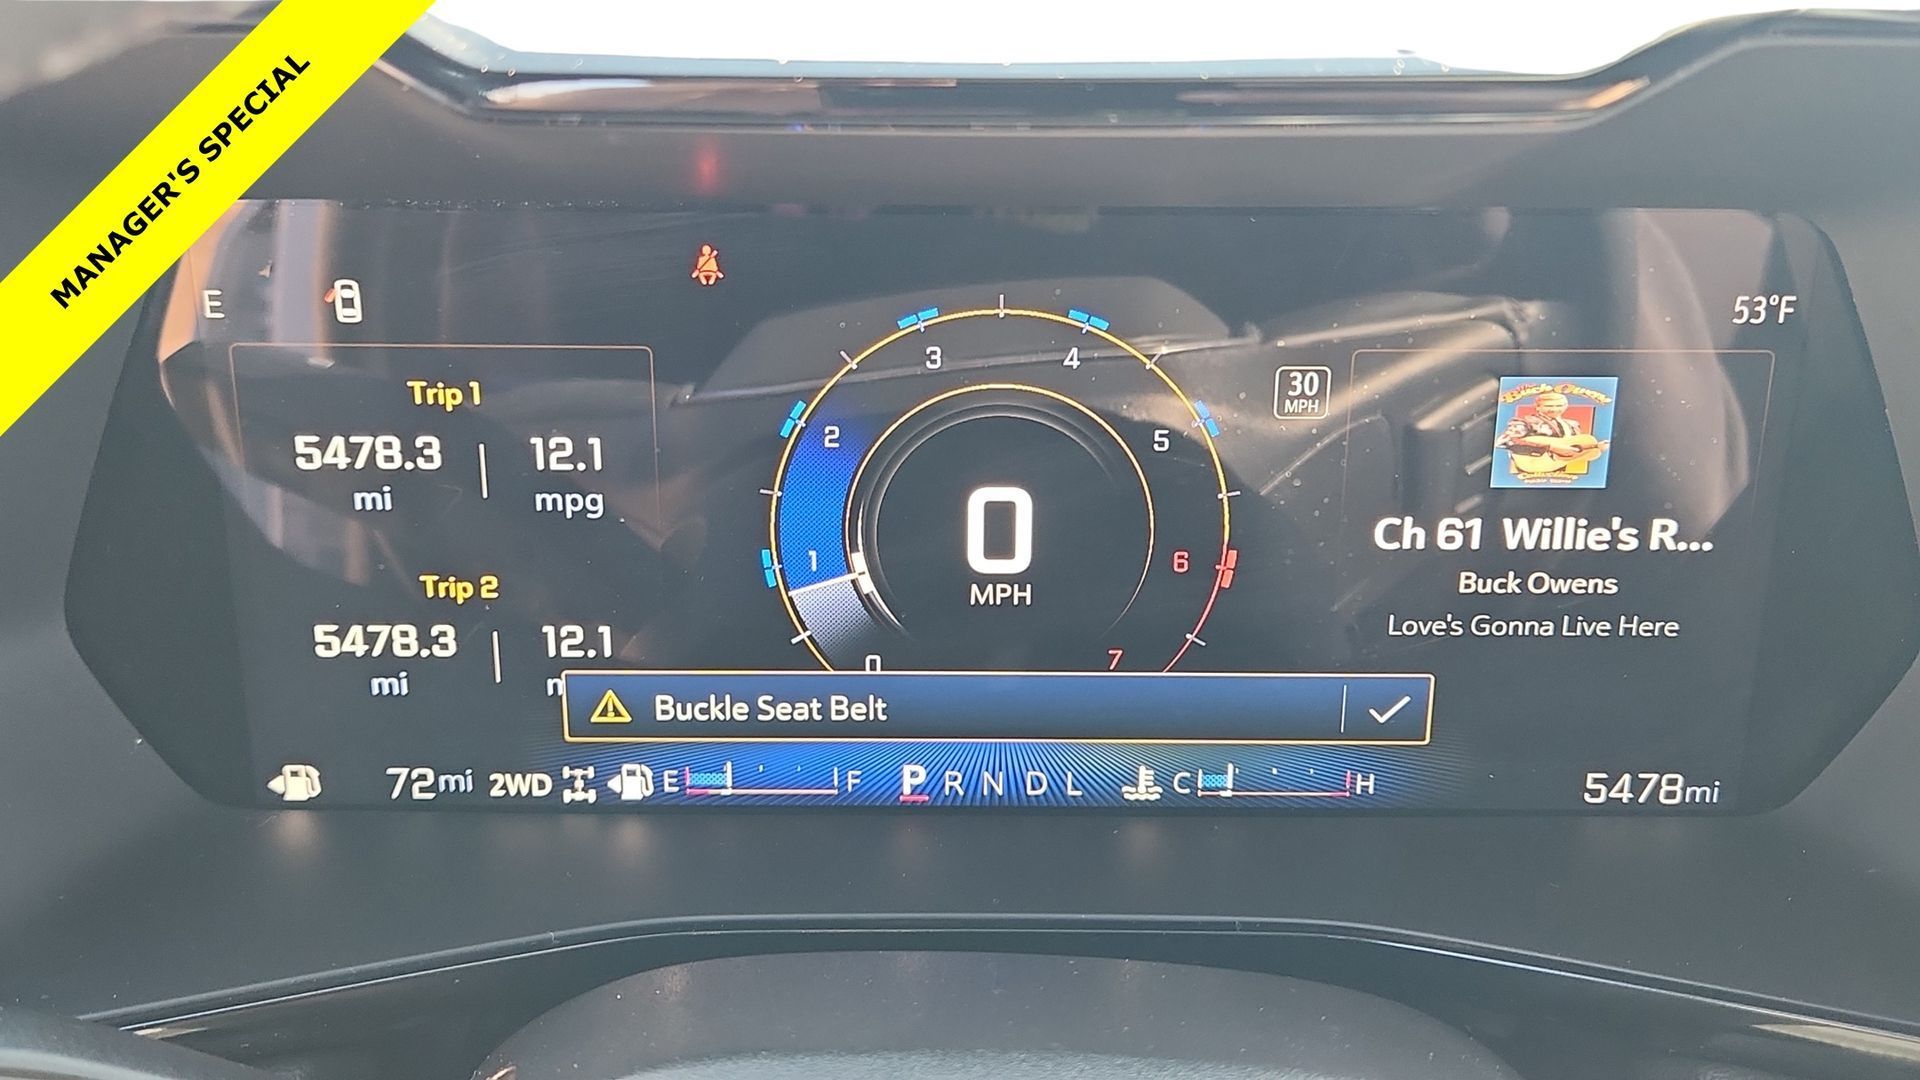 MANAGER'S SPECIAL
E
53°F
Trip 1
5478.3 mi
12.1 mpg
Trip 2
5478.3 mi
12.1
0 1 2 3 4 5 6 7
0
MPH
30
MPH
Ch 61 Willie's R...
Buck Owens
Love's Gonna Live Here
Buckle Seat Belt
72mi 2WD E F P R N D L C H 5478mi